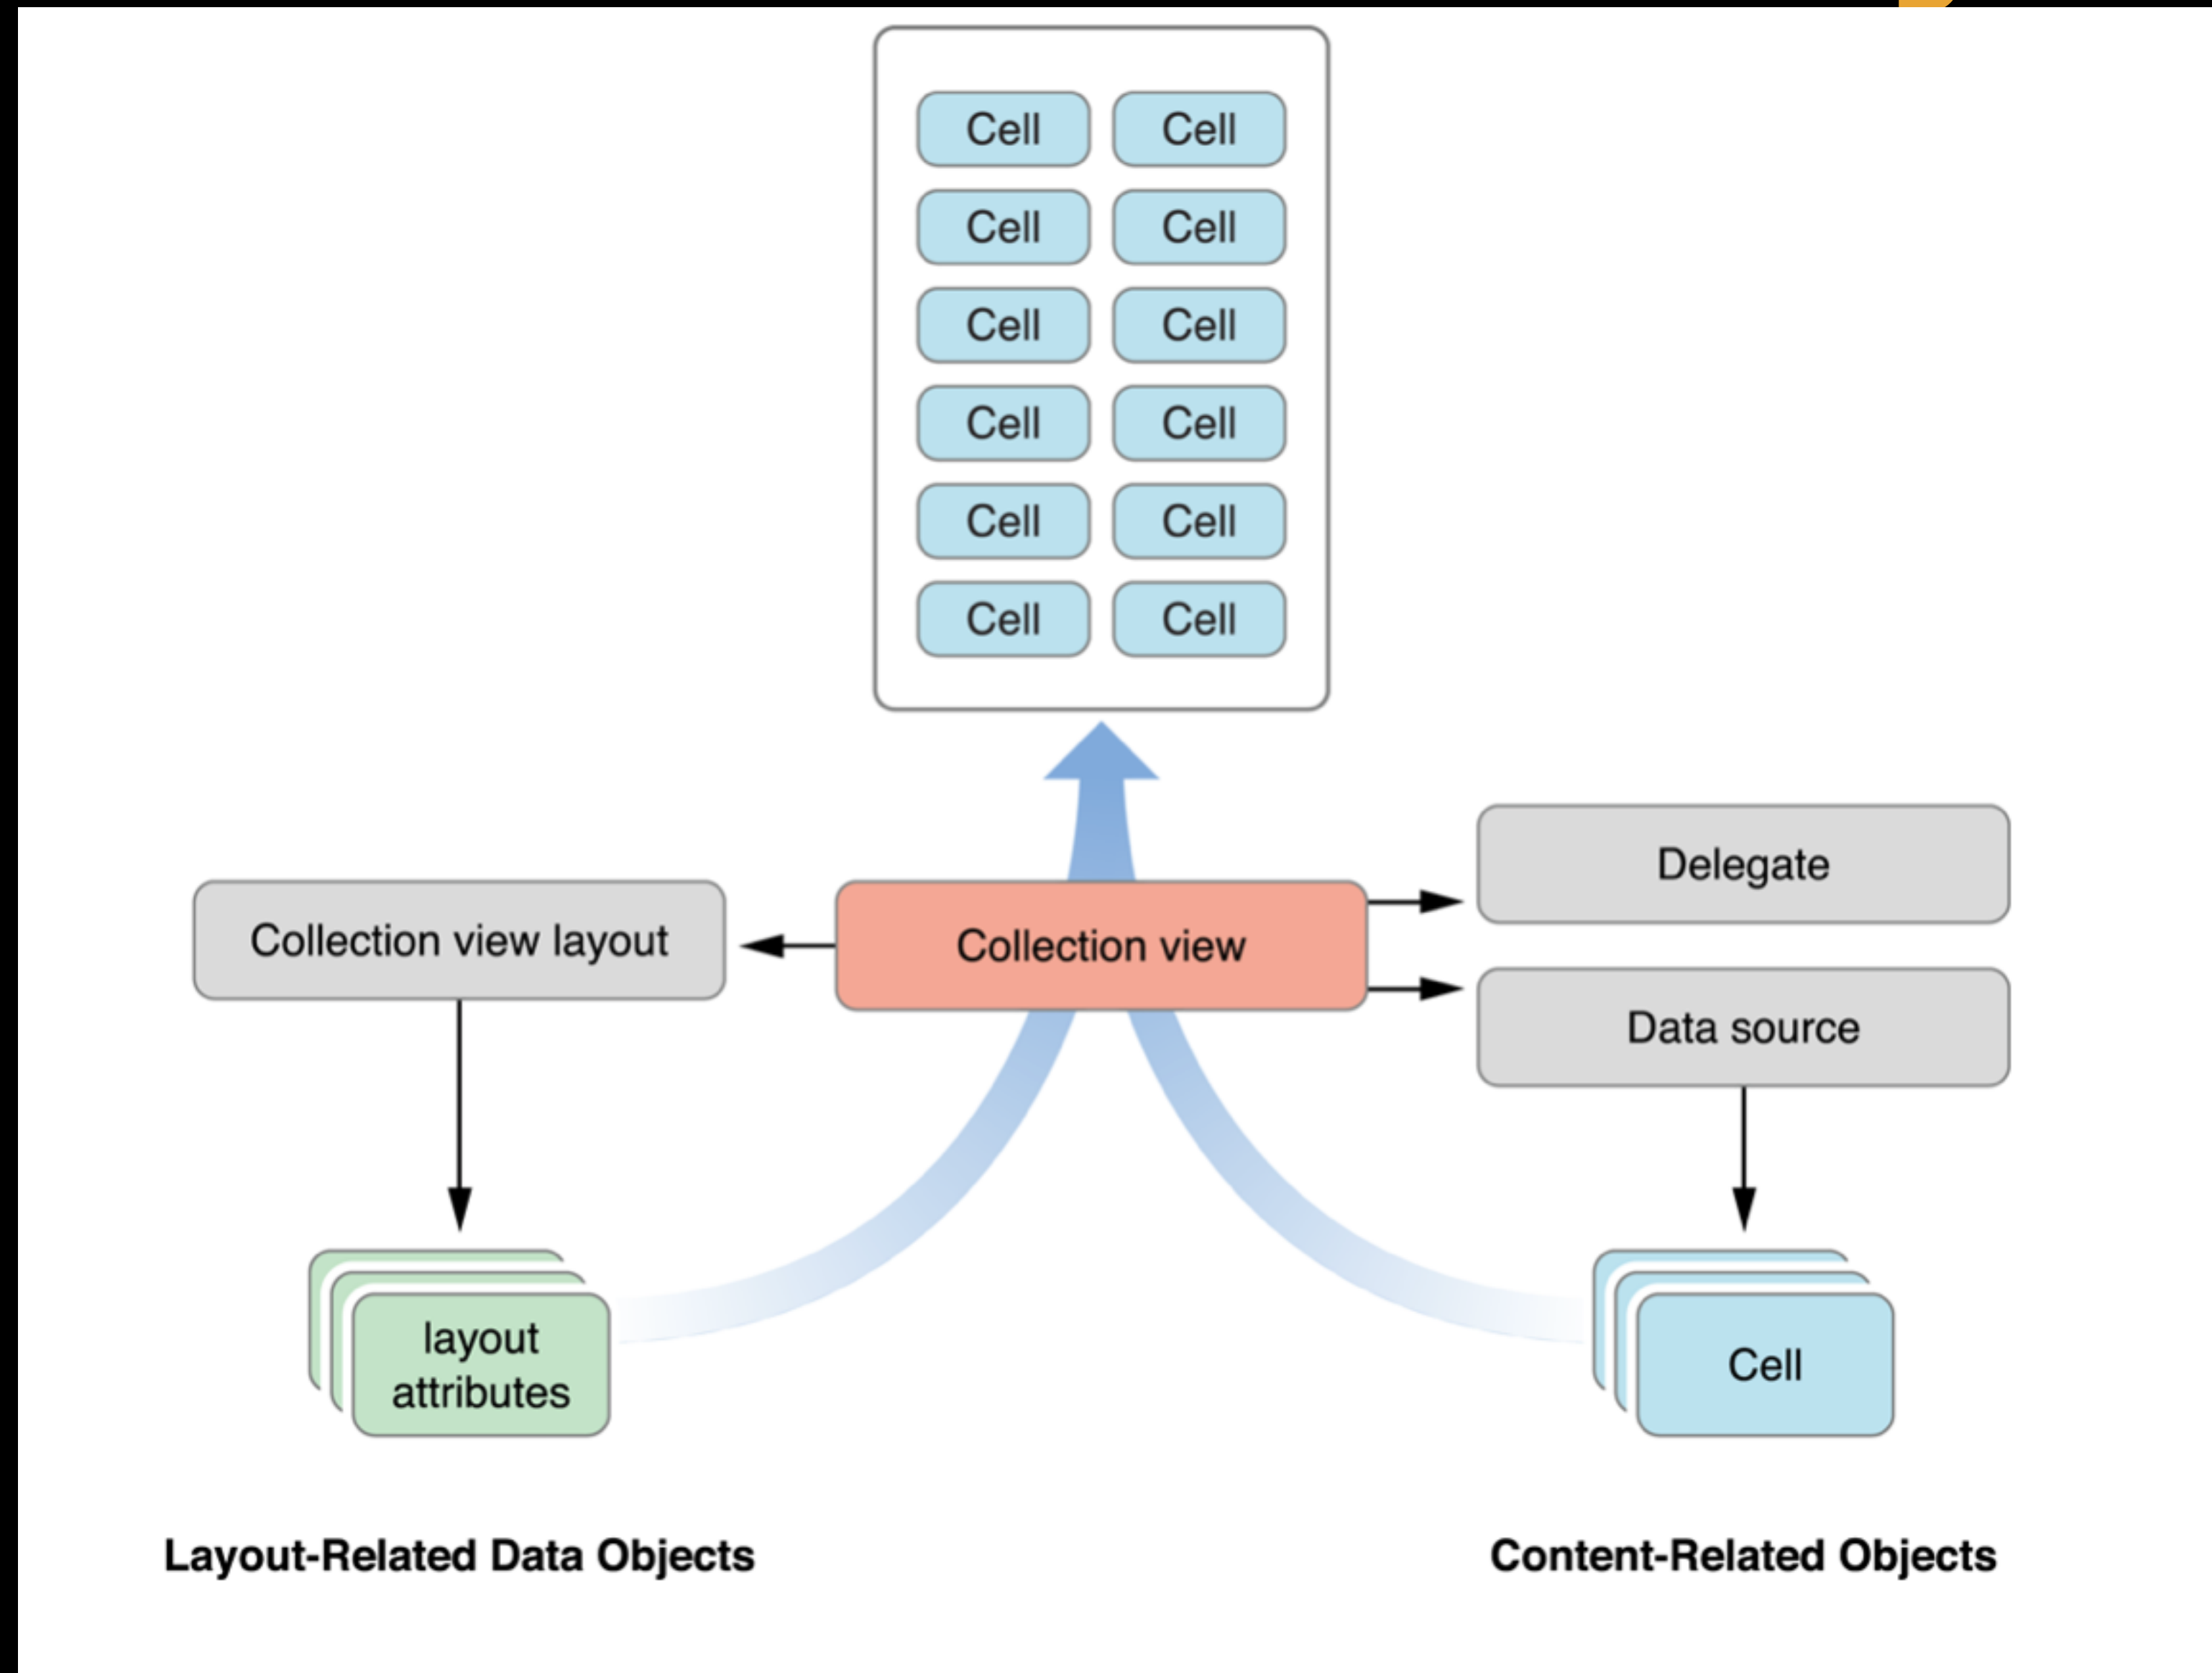 Cell Cell
Cell Cell
Cell Cell
Cell Cell
Cell Cell
Cell Cell
Delegate
Collection view layout
Collection view
Data source
layout
attributes
Cell
Layout-Related Data Objects
Content-Related Objects